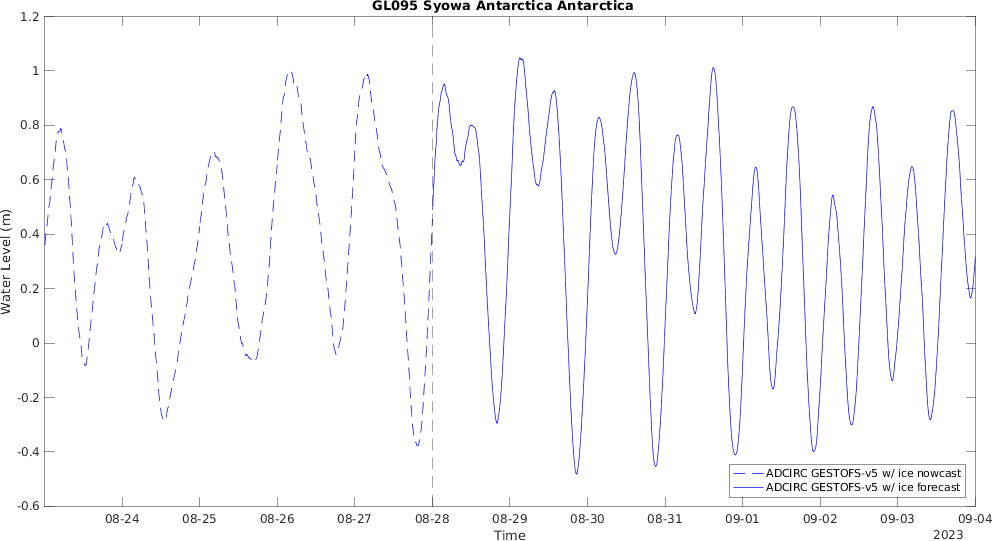 GL095 Syowa Antarctica Antarctica
1.2
1
0.8
0.6
0.4
0.2
0
-0.2
-0.4
-0.6
Water Level (m)
ADCIRC GESTOFS-v5 w/ ice nowcast
ADCIRC GESTOFS-v5 w/ ice forecast
08-24 08-25 08-26 08-27 08-28 08-29 08-30 08-31 09-01 09-02 09-03 09-04
Time
2023